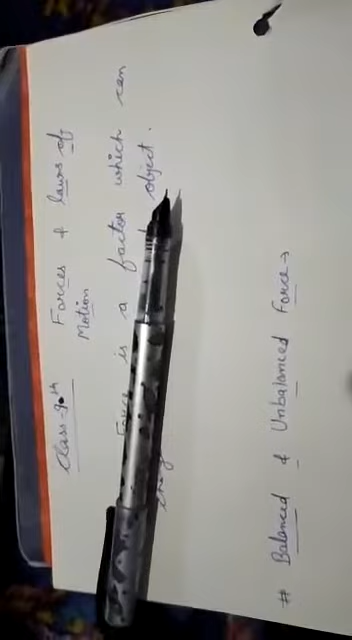 Class-9th Forces & laws of
Motion
Force is a factor which can
object.
# Balanced & Unbalanced Force→